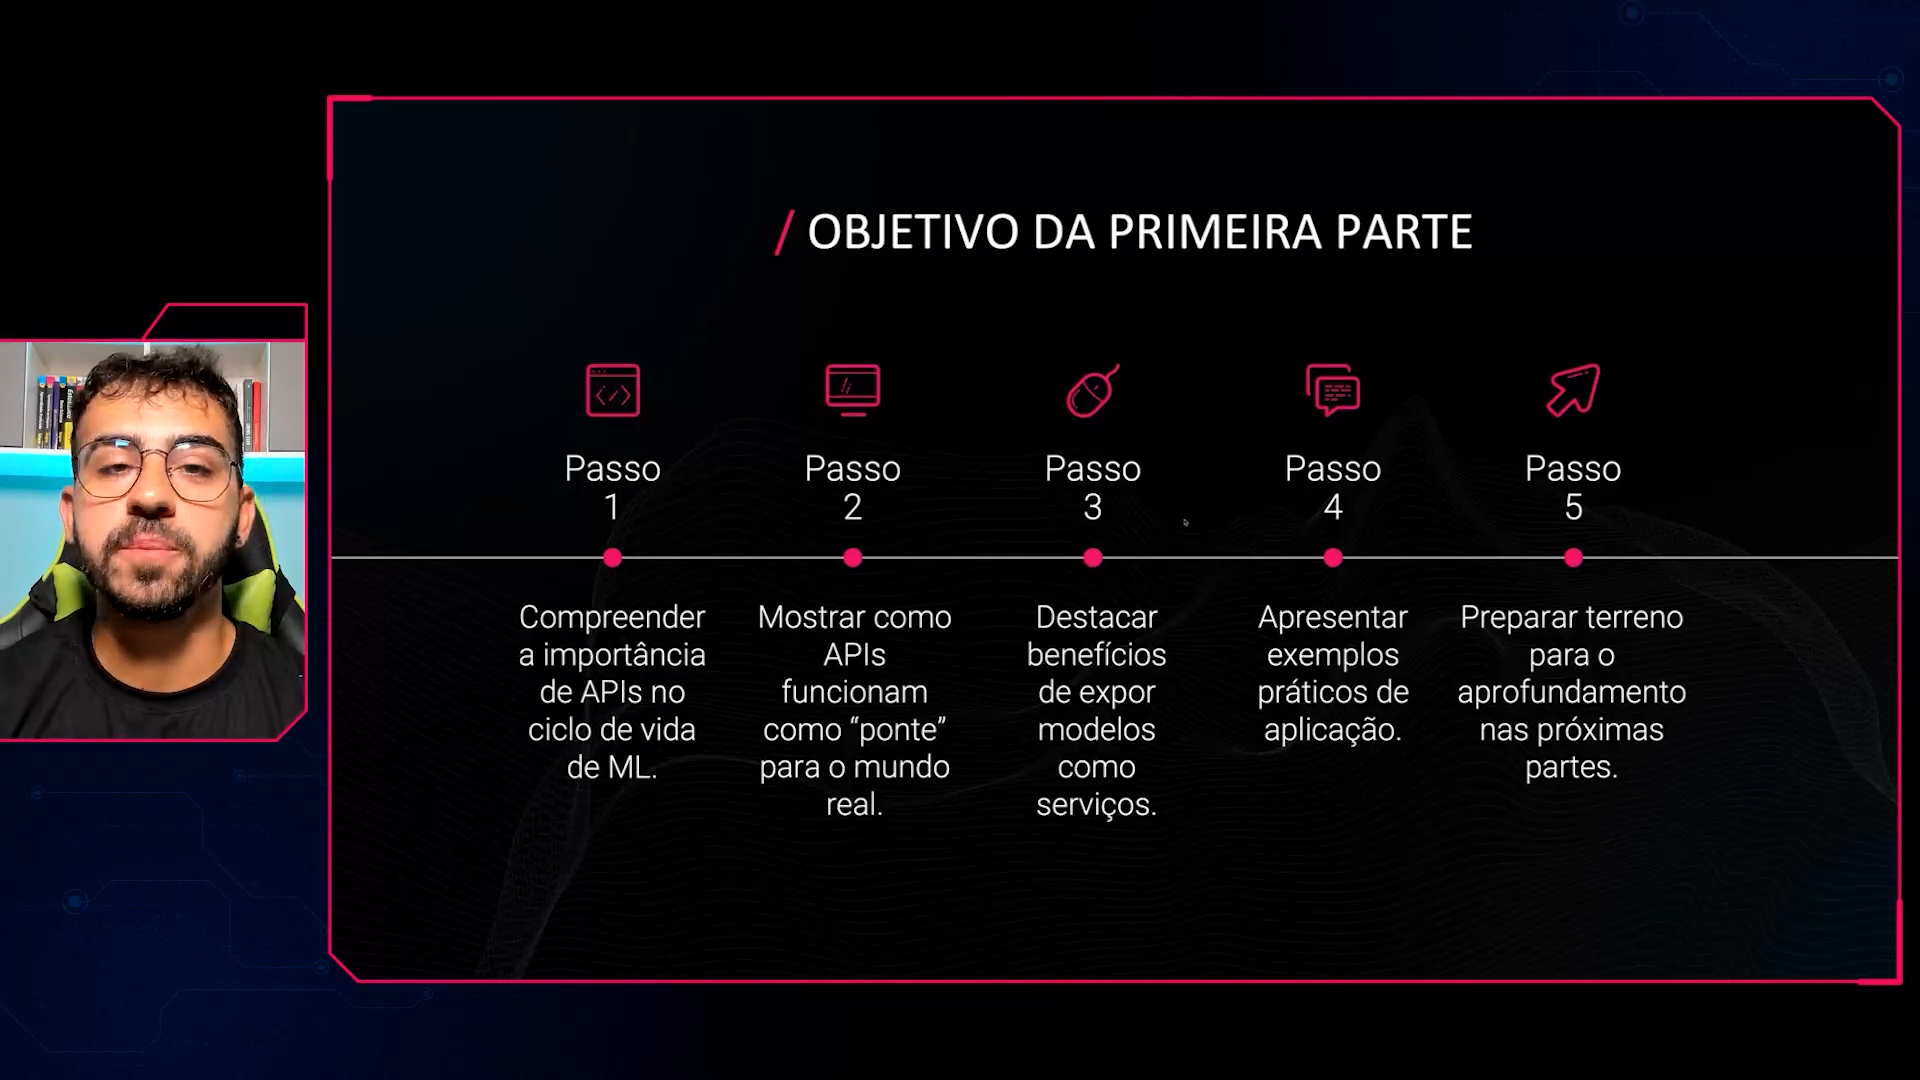 / OBJETIVO DA PRIMEIRA PARTE
Passo
1
Compreender
a importância
de APIs no
ciclo de vida
de ML.
Passo
2
Mostrar como
APIs
funcionam
como “ponte”
para o mundo
real.
Passo
3
Destacar
benefícios
de expor
modelos
como
serviços.
Passo
4
Apresentar
exemplos
práticos de
aplicação.
Passo
5
Preparar terreno
para o
aprofundamento
nas próximas
partes.